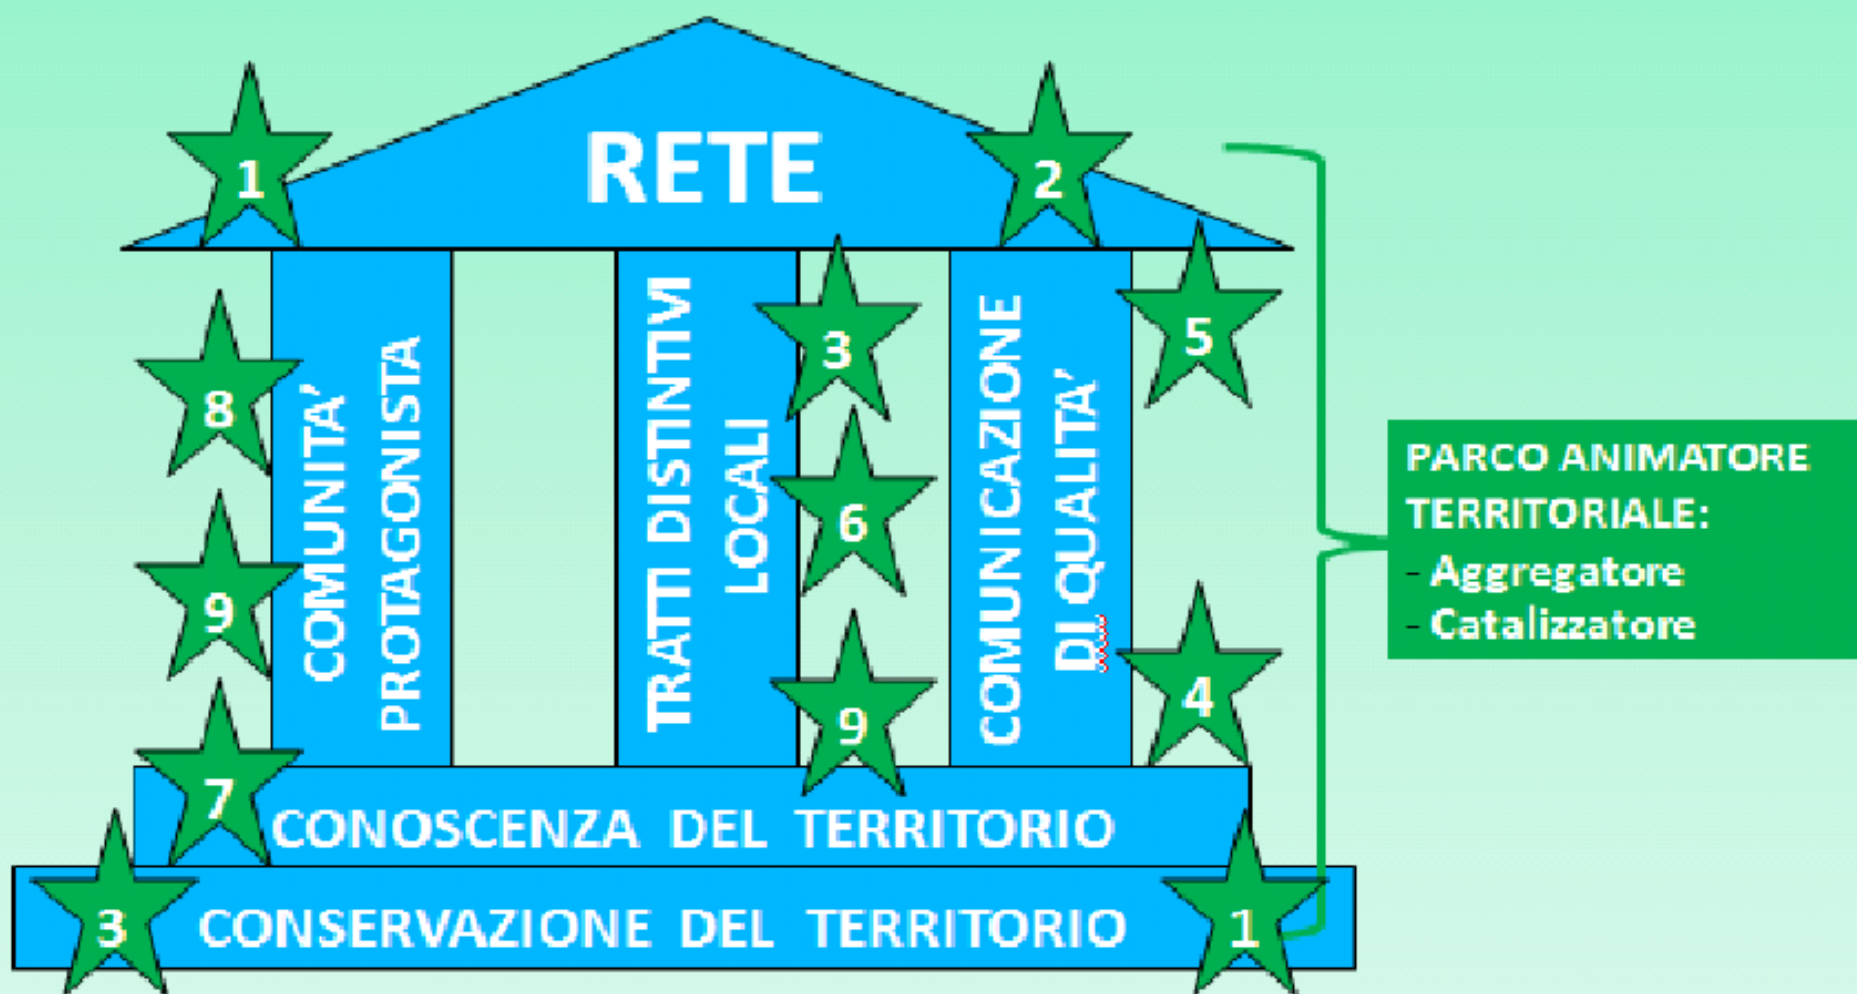 RETE
1
2
8
9
7
COMUNITA’
PROTAGONISTA
TRATTI DISTINTIVI
LOCALI
3
6
9
COMUNICAZIONE
DI QUALITA’
5
4
CONOSCENZA DEL TERRITORIO
3
CONSERVAZIONE DEL TERRITORIO
1
PARCO ANIMATORE
TERRITORIALE:
- Aggregatore
- Catalizzatore